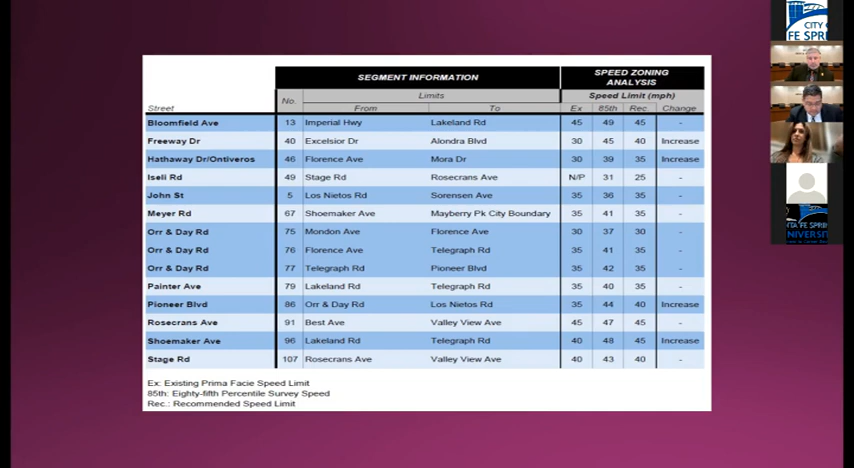 CITY O
FE SPRIN
SEGMENT INFORMATION SPEED ZONING ANALYSIS
Limits Speed Limit (mph)
Street No. From To Ex 85th Rec. Change
Bloomfield Ave 13 Imperial Hwy Lakeland Rd 45 49 45 -
Freeway Dr 40 Excelsior Dr Alondra Blvd 30 45 40 Increase
Hathaway Dr/Ontiveros 46 Florence Ave Mora Dr 30 39 35 Increase
Iseli Rd 49 Stage Rd Rosecrans Ave N/P 31 25 -
John St 5 Los Nietos Rd Sorensen Ave 35 36 35 -
Meyer Rd 67 Shoemaker Ave Mayberry Pk City Boundary 35 41 35 -
Orr & Day Rd 75 Mondon Ave Florence Ave 30 37 30 -
Orr & Day Rd 76 Florence Ave Telegraph Rd 35 41 35 -
Orr & Day Rd 77 Telegraph Rd Pioneer Blvd 35 42 35 -
Painter Ave 79 Lakeland Rd Telegraph Rd 35 40 35 -
Pioneer Blvd 86 Orr & Day Rd Los Nietos Rd 35 44 40 Increase
Rosecrans Ave 91 Best Ave Valley View Ave 45 47 45 -
Shoemaker Ave 96 Lakeland Rd Telegraph Rd 40 48 45 Increase
Stage Rd 107 Rosecrans Ave Valley View Ave 40 43 40 -
Ex: Existing Prima Facie Speed Limit
85th: Eighty-fifth Percentile Survey Speed
Rec.: Recommended Speed Limit